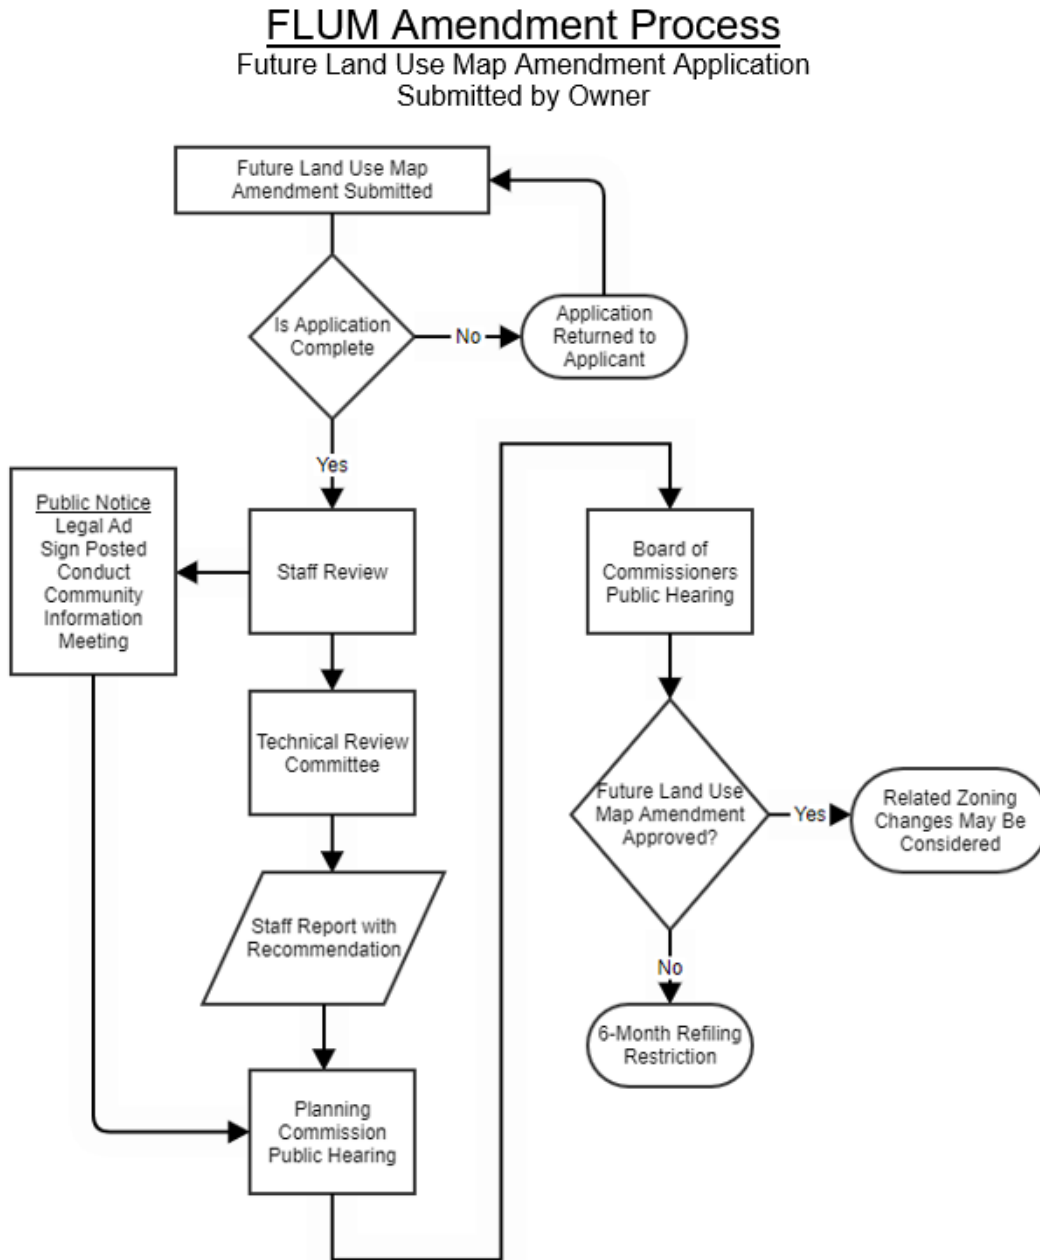 FLUM Amendment Process
Future Land Use Map Amendment Application
Submitted by Owner
Future Land Use Map
Amendment Submitted
Is Application
Complete
No
Application
Returned to
Applicant
Yes
Public Notice
Legal Ad
Sign Posted
Conduct
Community
Information
Meeting
Staff Review
Technical Review
Committee
Staff Report with
Recommendation
Planning
Commission
Public Hearing
Board of
Commissioners
Public Hearing
Future Land Use
Map Amendment
Approved?
Yes
Related Zoning
Changes May Be
Considered
No
6-Month Refiling
Restriction